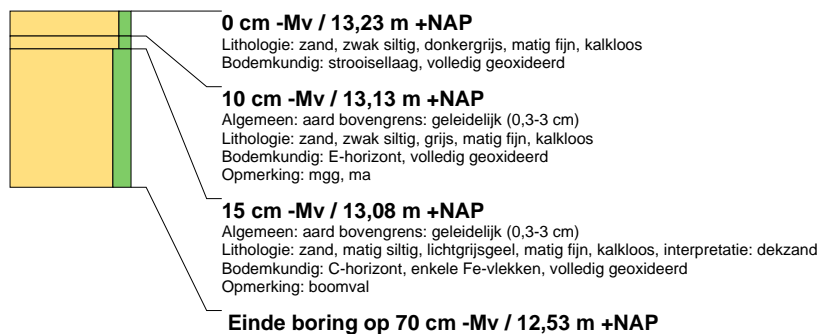 0 cm -Mv / 13,23 m +NAP
Lithologie: zand, zwak siltig, donkergrijs, matig fijn, kalkloos
Bodemkundig: strooisellaag, volledig geoxideerd
10 cm -Mv / 13,13 m +NAP
Algemeen: aard bovengrens: geleidelijk (0,3-3 cm)
Lithologie: zand, zwak siltig, grijs, matig fijn, kalkloos
Bodemkundig: E-horizont, volledig geoxideerd
Opmerking: mgg, ma
15 cm -Mv / 13,08 m +NAP
Algemeen: aard bovengrens: geleidelijk (0,3-3 cm)
Lithologie: zand, matig siltig, lichtgrijsgeel, matig fijn, kalkloos, interpretatie: dekzand
Bodemkundig: C-horizont, enkele Fe-vlekken, volledig geoxideerd
Opmerking: boomval
Einde boring op 70 cm -Mv / 12,53 m +NAP